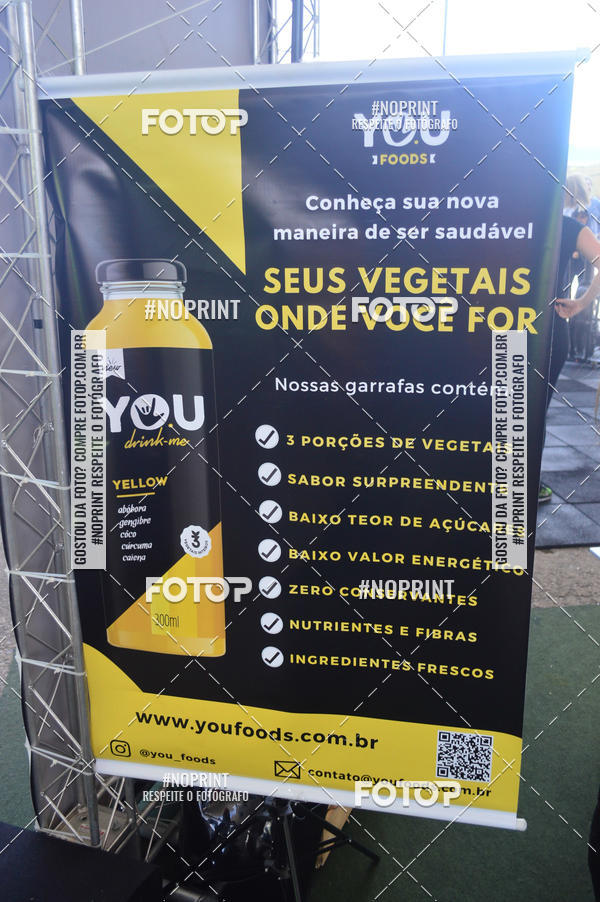 FOTOP
#NOPRINT
RESPEITE O FOTÓGRAFO
YOU
FOODS
Conheça sua nova
maneira de ser saudável
SEUS VEGETAIS
ONDE VOCÊ FOR
#NOPRINT
FOTOP
Nossas garrafas contém:
3 PORÇÕES DE VEGETAIS
SABOR SURPREENDENTE
BAIXO TEOR DE AÇÚCARES
BAIXO VALOR ENERGÉTICO
ZERO CONSERVANTES
NUTRIENTES E FIBRAS
INGREDIENTES FRESCOS
YOU
drink-me
YELLOW
abóbora
gengibre
côco
cúrcuma
caiena
300ml
GOSTOU DA FOTO? COMPRE FOTOP.COM.BR
#NOPRINT RESPEITE O FOTÓGRAFO
GOSTOU DA FOTO? COMPRE FOTOP.COM.BR
#NOPRINT RESPEITE O FOTÓGRAFO
FOTOP
#NOPRINT
www.youfoods.com.br
@you_foods
contato@youfoods.com.br
#NOPRINT
RESPEITE O FOTÓGRAFO
FOTOP